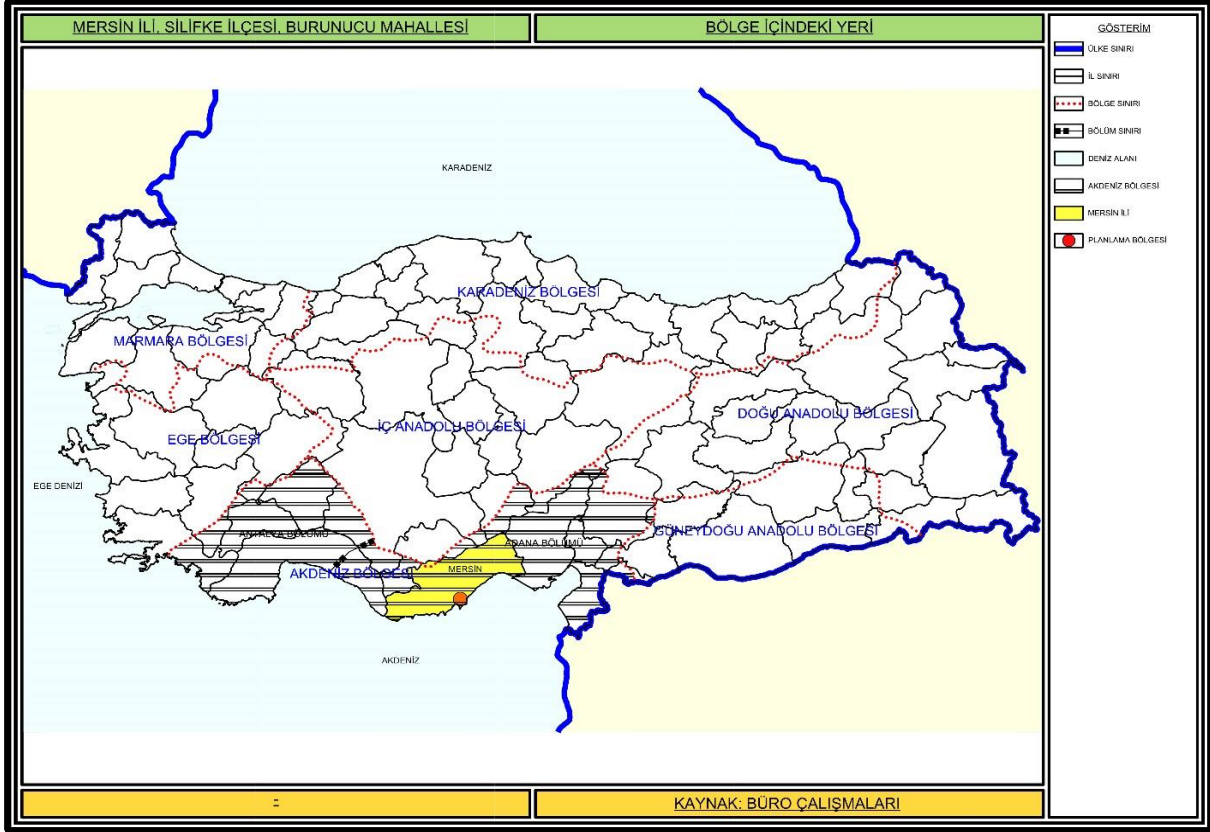 MERSİN İLİ, SİLİFKE İLÇESİ, BURUNUCU MAHALLESİ
BÖLGE İÇİNDEKİ YERİ
GÖSTERİM
ÜLKE SINIRI
İL SINIRI
BÖLGE SINIRI
BÖLÜM SINIRI
DENİZ ALANI
AKDENİZ BÖLGESİ
MERSİN İLİ
PLANLAMA BÖLGESİ
KARADENİZ
KARADENİZ BÖLGESİ
MARMARA BÖLGESİ
DOĞU ANADOLU BÖLGESİ
İÇ ANADOLU BÖLGESİ
EGE BÖLGESİ
EGE DENİZİ
GÜNEYDOĞU ANADOLU BÖLGESİ
ANTALYA BÖLÜMÜ
ADANA BÖLÜMÜ
AKDENİZ BÖLGESİ
MERSİN
AKDENİZ
-
KAYNAK: BÜRO ÇALIŞMALARI